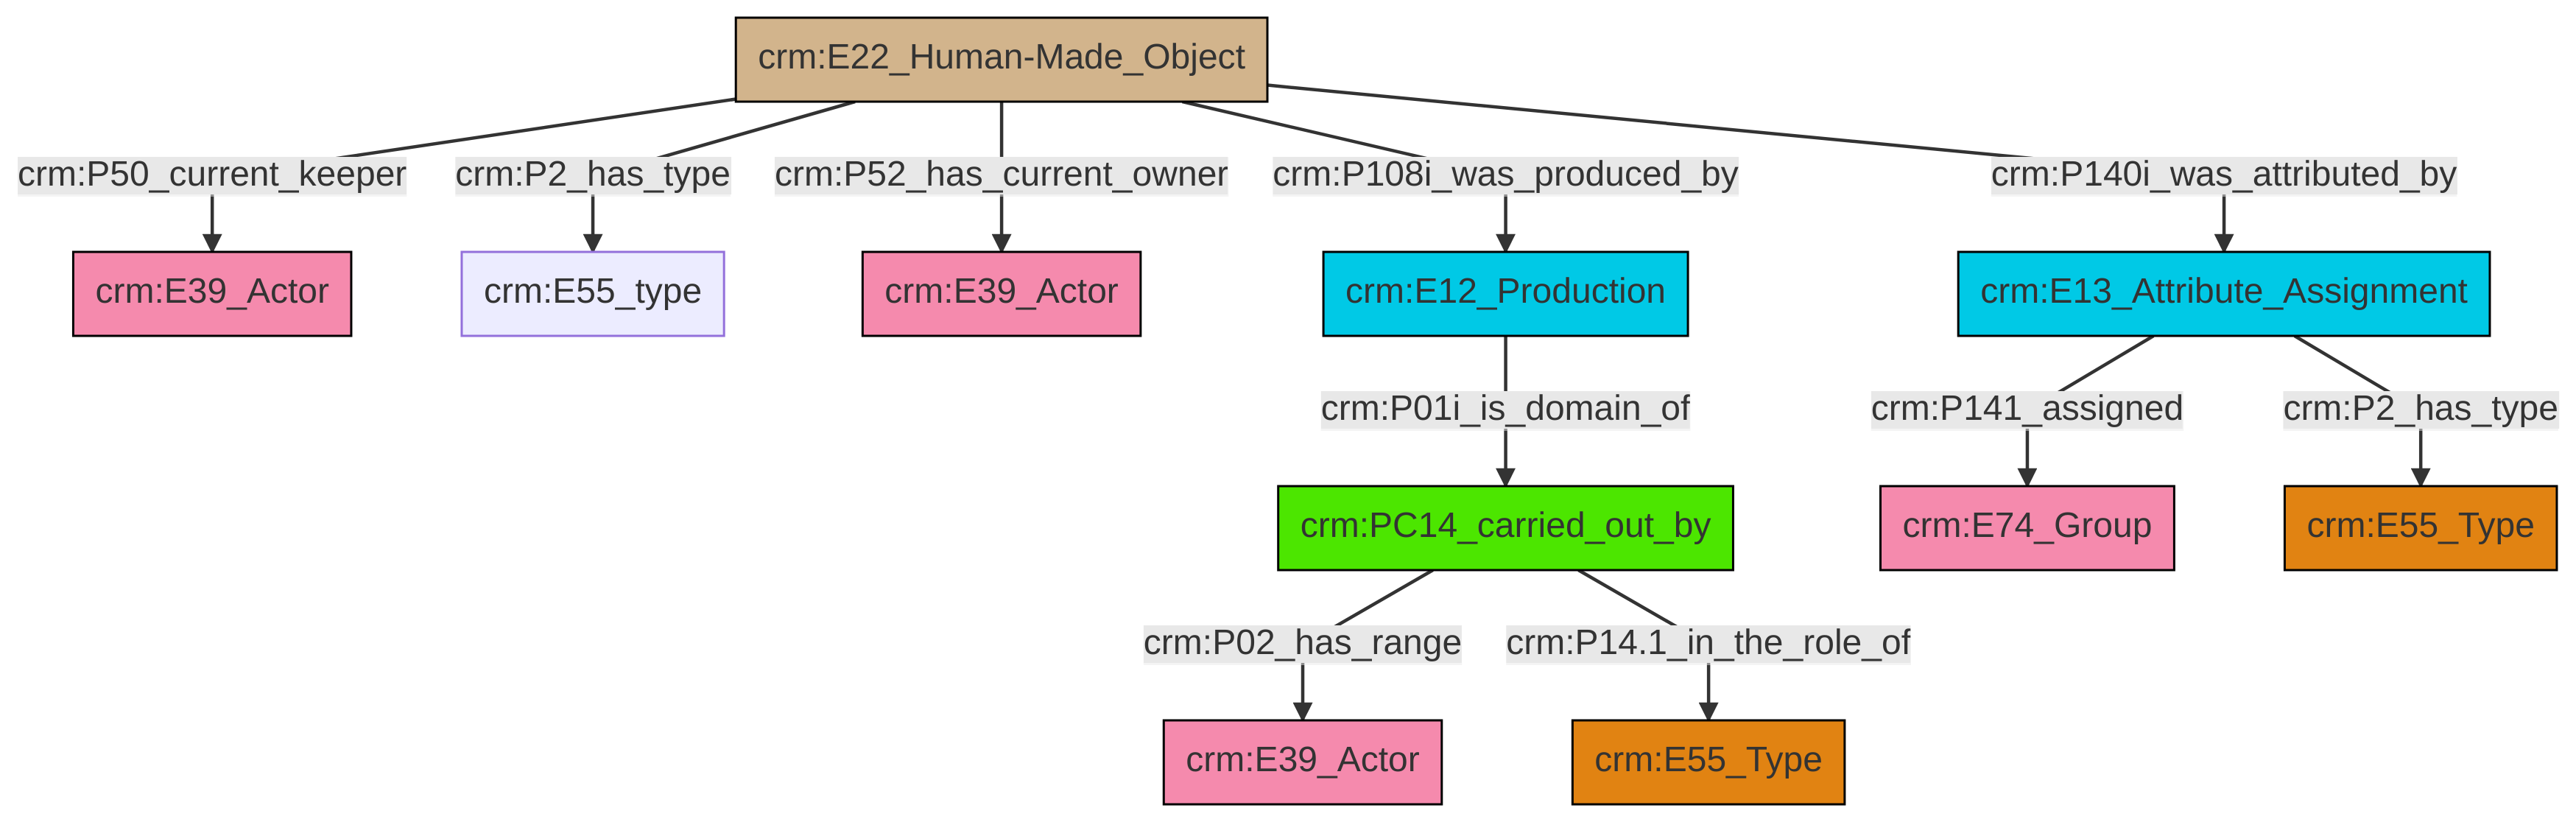 crm:E22_Human-Made_Object
crm:P50_current_keeper
crm:P2_has_type
crm:P52_has_current_owner
crm:P108i_was_produced_by
crm:P140i_was_attributed_by
crm:E39_Actor
crm:E55_type
crm:E39_Actor
crm:E12_Production
crm:E13_Attribute_Assignment
crm:P01i_is_domain_of
crm:P141_assigned
crm:P2_has_type
crm:PC14_carried_out_by
crm:E74_Group
crm:E55_Type
crm:P02_has_range
crm:P14.1_in_the_role_of
crm:E39_Actor
crm:E55_Type